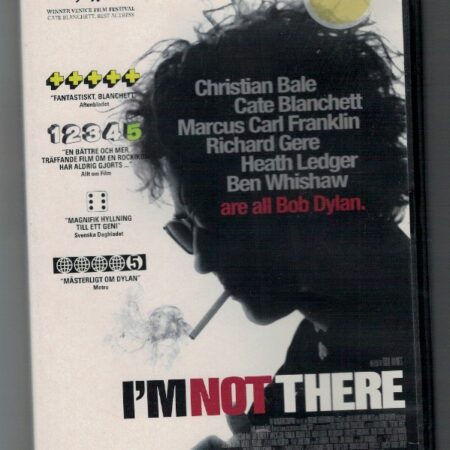 WINNER VENICE FILM FESTIVAL
CATE BLANCHETT, BEST ACTRESS
"FANTASTISKT, BLANCHETT
Aftonbladet
12345
"EN BÄTTRE OCH MER
TRÄFFANDE FILM OM EN ROCKIKON
HAR ALDRIG GJORTS ..."
Allt om Film
"MAGNIFIK HYLLNING
TILL ETT GENI"
Svenska Dagbladet
5
"MÄSTERLIGT OM DYLAN"
Metro
Christian Bale
Cate Blanchett
Marcus Carl Franklin
Richard Gere
Heath Ledger
Ben Whishaw
are all Bob Dylan.
I'M NOT THERE